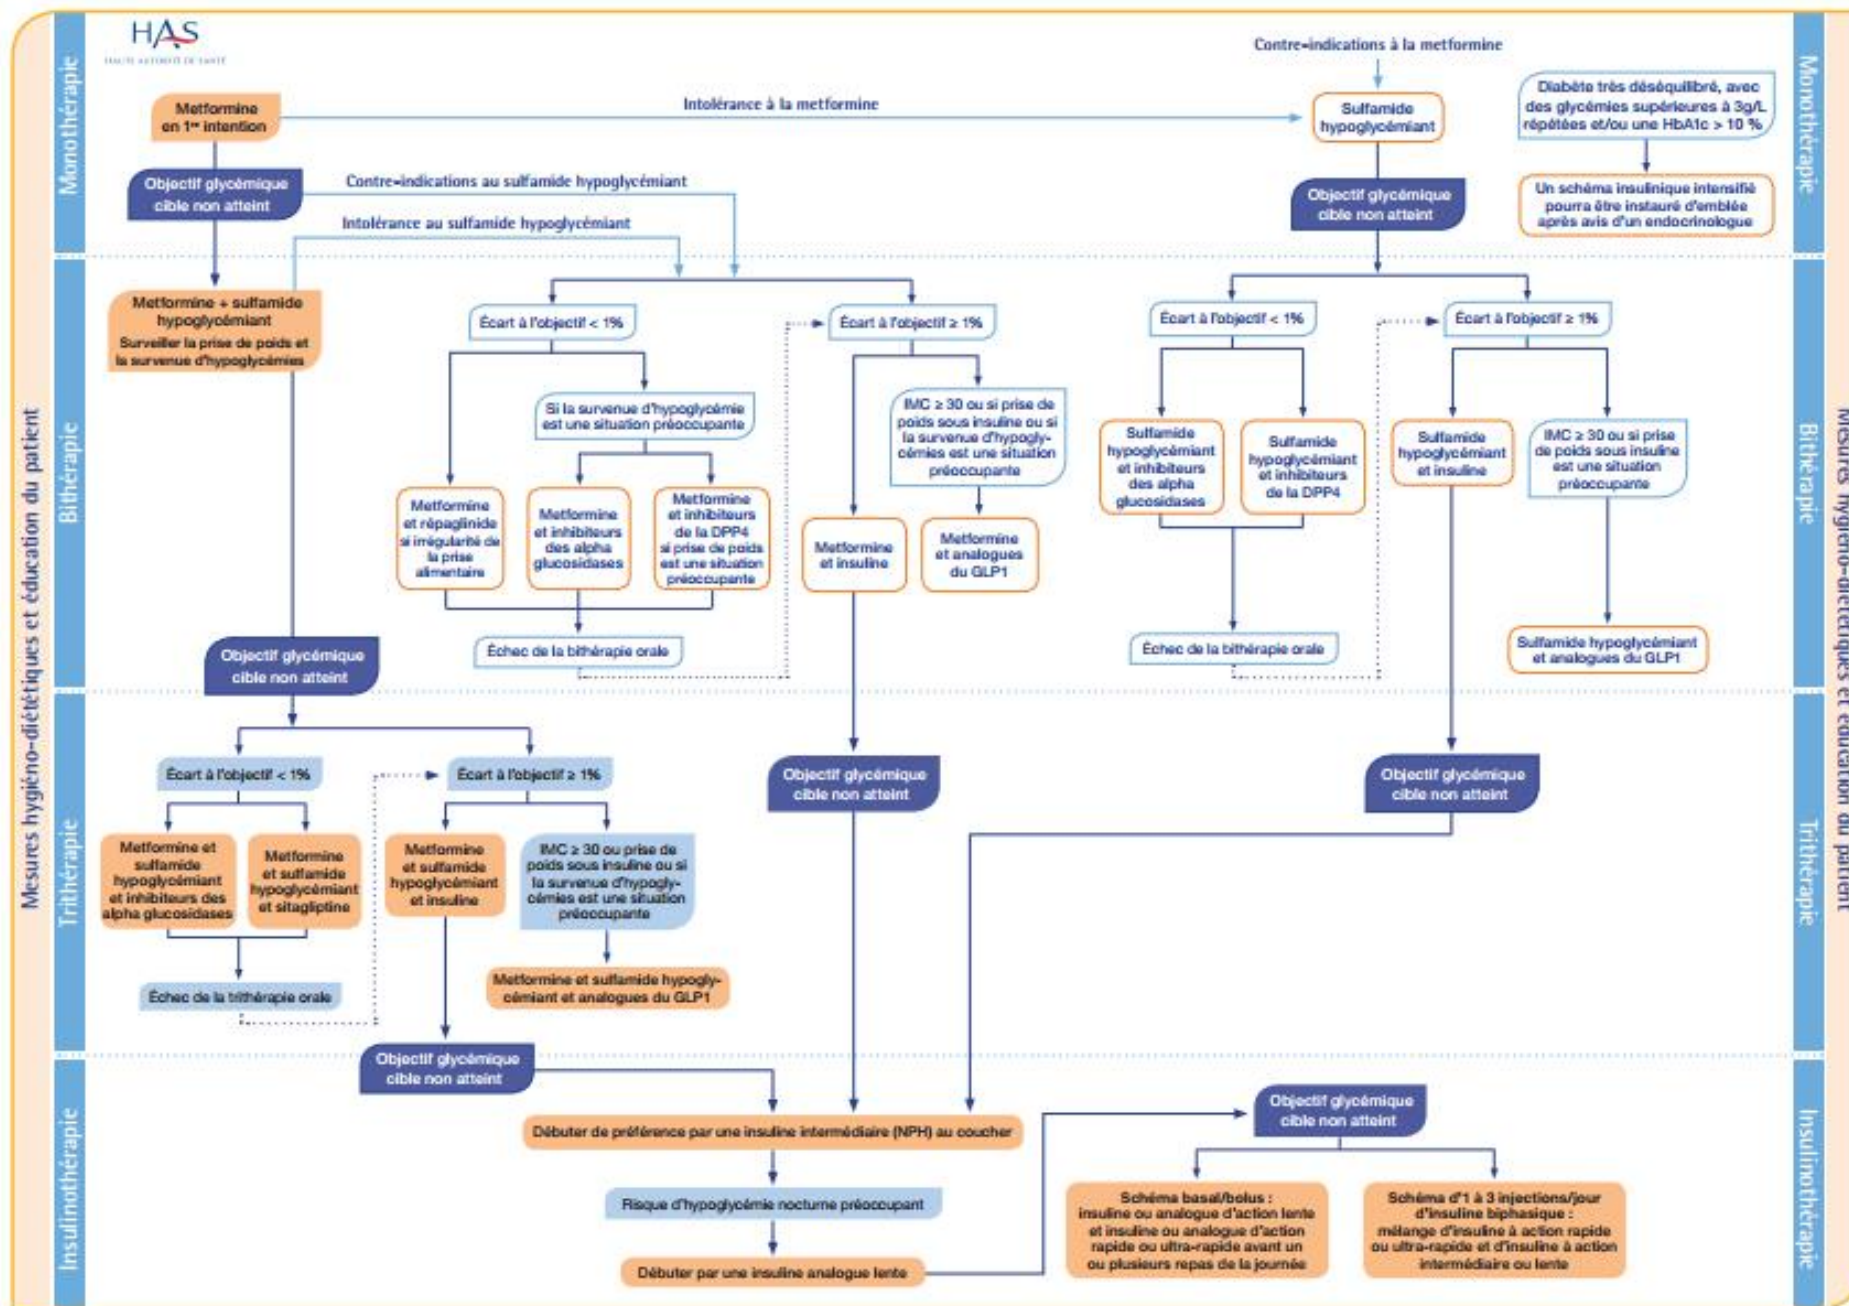 HAS
HAUTE AUTORITÉ DE SANTÉ
Mesures hygiéno-diététiques et éducation du patient
Monothérapie
Contre-indications à la metformine
Metformine
en 1re intention
Intolérance à la metformine
Sulfamide
hypoglycémiant
Diabète très déséquilibré, avec
des glycémies supérieures à 3g/L
répétées et/ou une HbA1c > 10 %
Objectif glycémique
cible non atteint
Contre-indications au sulfamide hypoglycémiant
Intolérance au sulfamide hypoglycémiant
Objectif glycémique
cible non atteint
Un schéma insulinique intensifié
pourra être instauré d'emblée
après avis d'un endocrinologue
Monothérapie
Bithérapie
Metformine + sulfamide
hypoglycémiant
Surveiller la prise de poids et
la survenue d'hypoglycémies
Écart à l'objectif < 1%
Écart à l'objectif ≥ 1%
Écart à l'objectif < 1%
Écart à l'objectif ≥ 1%
Si la survenue d'hypoglycémie
est une situation préoccupante
IMC ≥ 30 ou si prise de
poids sous insuline ou si
la survenue d'hypogly-
cémies est une situation
préoccupante
Sulfamide
hypoglycémiant
et inhibiteurs
des alpha
glucosidases
Sulfamide
hypoglycémiant
et inhibiteurs
de la DPP4
Sulfamide
hypoglycémiant
et insuline
IMC ≥ 30 ou si prise
de poids sous insuline
est une situation
préoccupante
Metformine
et répaglinide
si irrégularité de
la prise
alimentaire
Metformine
et inhibiteurs
des alpha
glucosidases
Metformine
et inhibiteurs
de la DPP4
si prise de poids
est une situation
préoccupante
Metformine
et insuline
Metformine
et analogues
du GLP1
Échec de la bithérapie orale
Échec de la bithérapie orale
Sulfamide hypoglycémiant
et analogues du GLP1
Objectif glycémique
cible non atteint
Bithérapie
Trithérapie
Écart à l'objectif < 1%
Écart à l'objectif ≥ 1%
Objectif glycémique
cible non atteint
Objectif glycémique
cible non atteint
Metformine et
sulfamide
hypoglycémiant
et inhibiteurs des
alpha glucosidases
Metformine
et sulfamide
hypoglycémiant
et sitagliptine
Metformine
et sulfamide
hypoglycémiant
et insuline
IMC ≥ 30 ou prise de
poids sous insuline ou si
la survenue d'hypogly-
cémies est une situation
préoccupante
Échec de la trithérapie orale
Metformine et sulfamide hypogly-
cémiant et analogues du GLP1
Trithérapie
Insulinothérapie
Objectif glycémique
cible non atteint
Débuter de préférence par une insuline intermédiaire (NPH) au coucher
Objectif glycémique
cible non atteint
Risque d'hypoglycémie nocturne préoccupant
Débuter par une insuline analogue lente
Schéma basal/bolus :
insuline ou analogue d'action lente
et insuline ou analogue d'action
rapide ou ultra-rapide avant un
ou plusieurs repas de la journée
Schéma d'1 à 3 injections/jour
d'insuline biphasique :
mélange d'insuline à action rapide
ou ultra-rapide et d'insuline à action
intermédiaire ou lente
Insulinothérapie
Mesures hygiéno-diététiques et éducation du patient